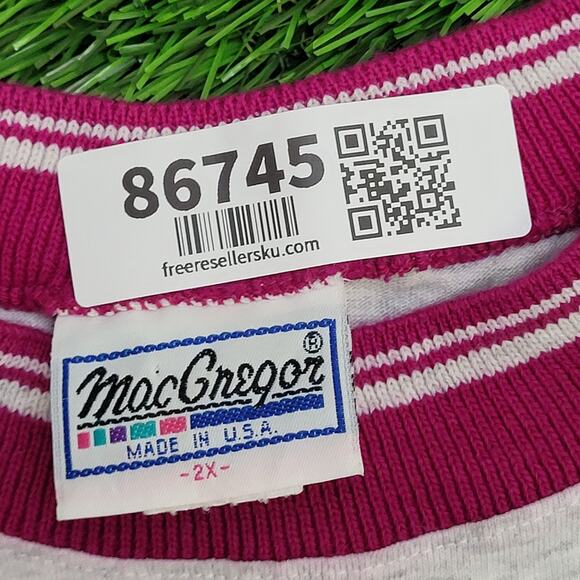 86745
freeresellersku.com
MacGregor®
MADE IN U.S.A.
-2X-